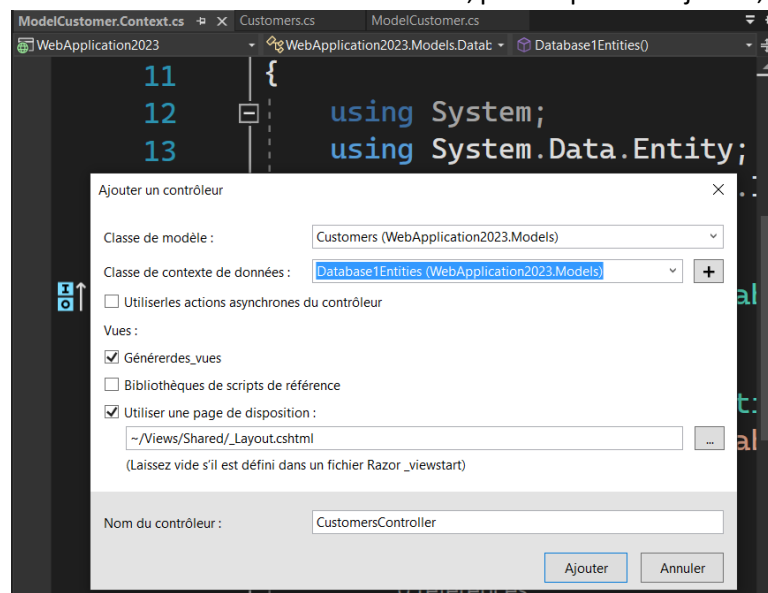 ModelCustomer.Context.cs Customers.cs ModelCustomer.cs
WebApplication2023 WebApplication2023.Models.Datab Database1Entities()
11 {
12 using System;
13 using System.Data.Entity;
Ajouter un contrôleur
Classe de modèle : Customers (WebApplication2023.Models)
Classe de contexte de données : Database1Entities (WebApplication2023.Models)
Utiliserles actions asynchrones du contrôleur
Vues :
Générerdes_vues
Bibliothèques de scripts de référence
Utiliser une page de disposition :
~/Views/Shared/_Layout.cshtml ...
(Laissez vide s'il est défini dans un fichier Razor _viewstart)
Nom du contrôleur : CustomersController
Ajouter Annuler